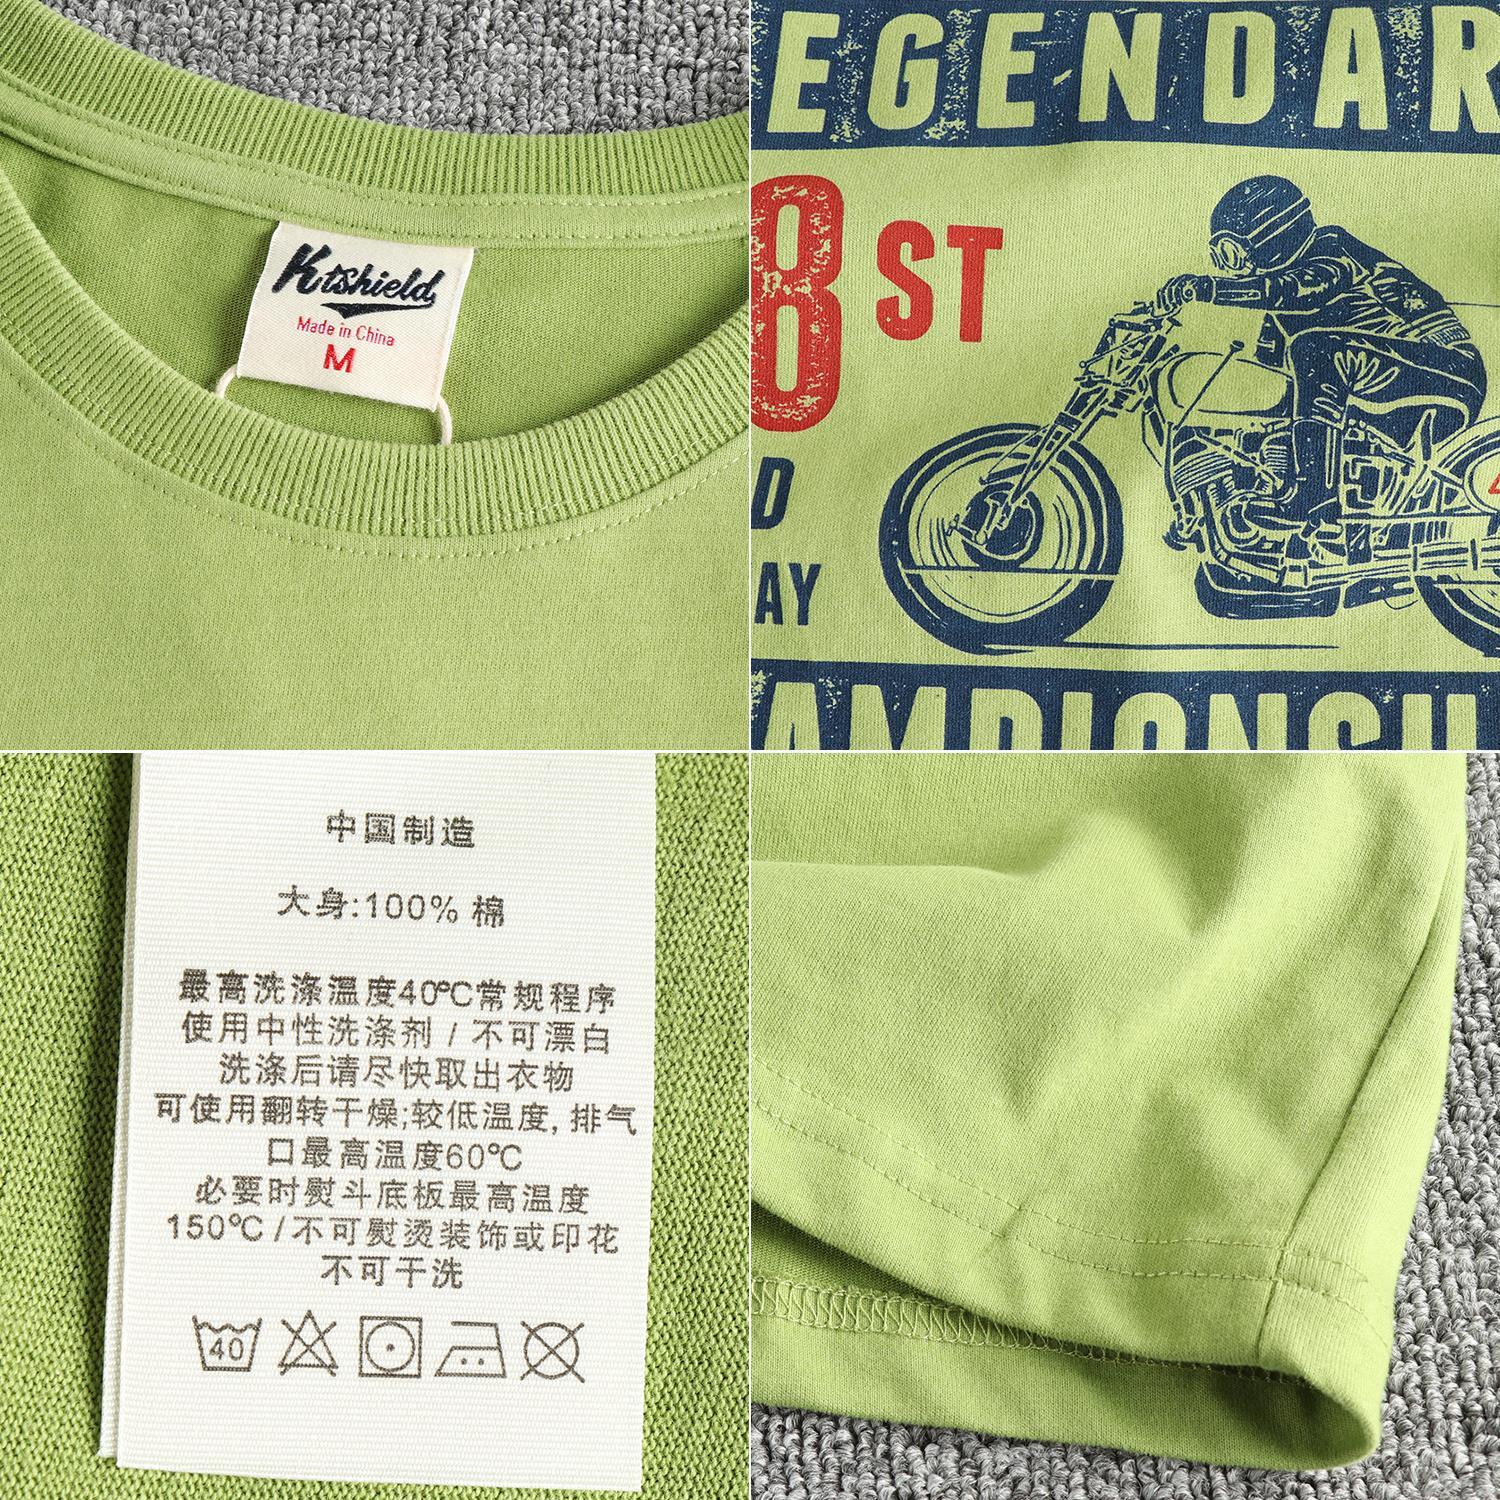 Ktshield
Made in China
M
EGENDAR
8 ST
D
AY
AMPIONSH
中国制造
大身:100% 棉
最高洗涤温度40℃常规程序
使用中性洗涤剂 / 不可漂白
洗涤后请尽快取出衣物
可使用翻转干燥;较低温度, 排气
口最高温度60℃
必要时熨斗底板最高温度
150℃/不可熨烫装饰或印花
不可干洗
40